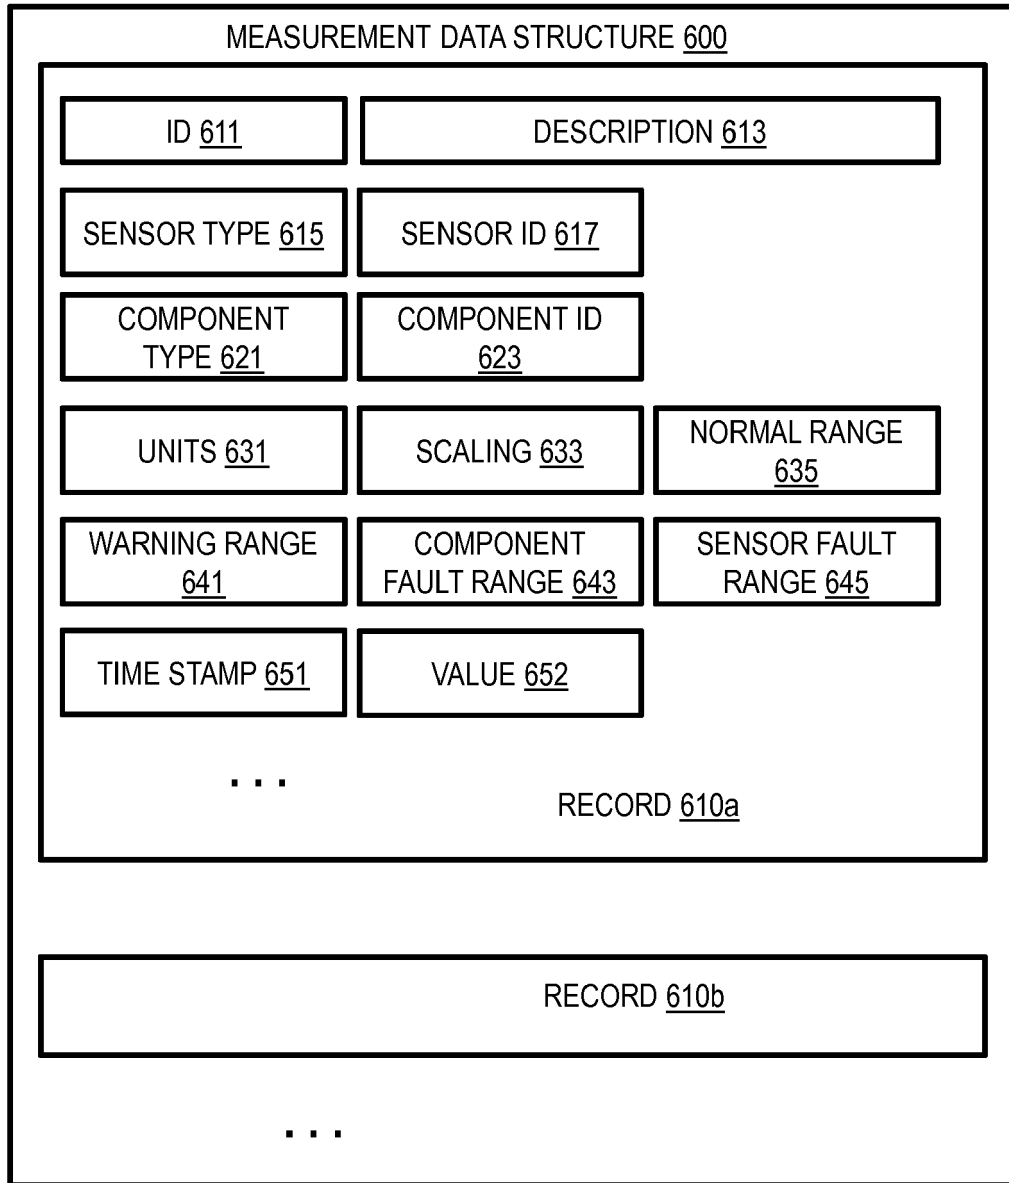 MEASUREMENT DATA STRUCTURE 600
ID 611
DESCRIPTION 613
SENSOR TYPE 615
SENSOR ID 617
COMPONENT
TYPE 621
COMPONENT ID
623
UNITS 631
SCALING 633
NORMAL RANGE
635
WARNING RANGE
641
COMPONENT
FAULT RANGE 643
SENSOR FAULT
RANGE 645
TIME STAMP 651
VALUE 652
. . .
RECORD 610a
RECORD 610b
. . .